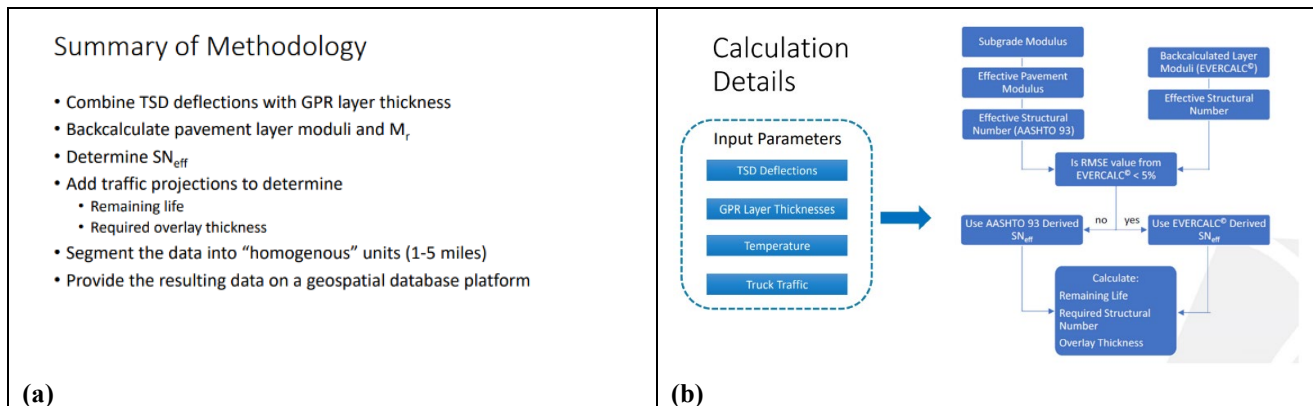 Summary of Methodology
• Combine TSD deflections with GPR layer thickness
• Backcalculate pavement layer moduli and Mr
• Determine SNeff
• Add traffic projections to determine
• Remaining life
• Required overlay thickness
• Segment the data into “homogenous” units (1-5 miles)
• Provide the resulting data on a geospatial database platform
(a)
Calculation
Details
Input Parameters
TSD Deflections
GPR Layer Thicknesses
Temperature
Truck Traffic
Subgrade Modulus
Effective Pavement
Modulus
Effective Structural
Number (AASHTO 93)
Backcalculated Layer
Moduli (EVERCALC©)
Effective Structural
Number
Is RMSE value from
EVERCALC© < 5%
no
yes
Use AASHTO 93 Derived
SNeff
Use EVERCALC© Derived
SNeff
Calculate:
Remaining Life
Required Structural
Number
Overlay Thickness
(b)